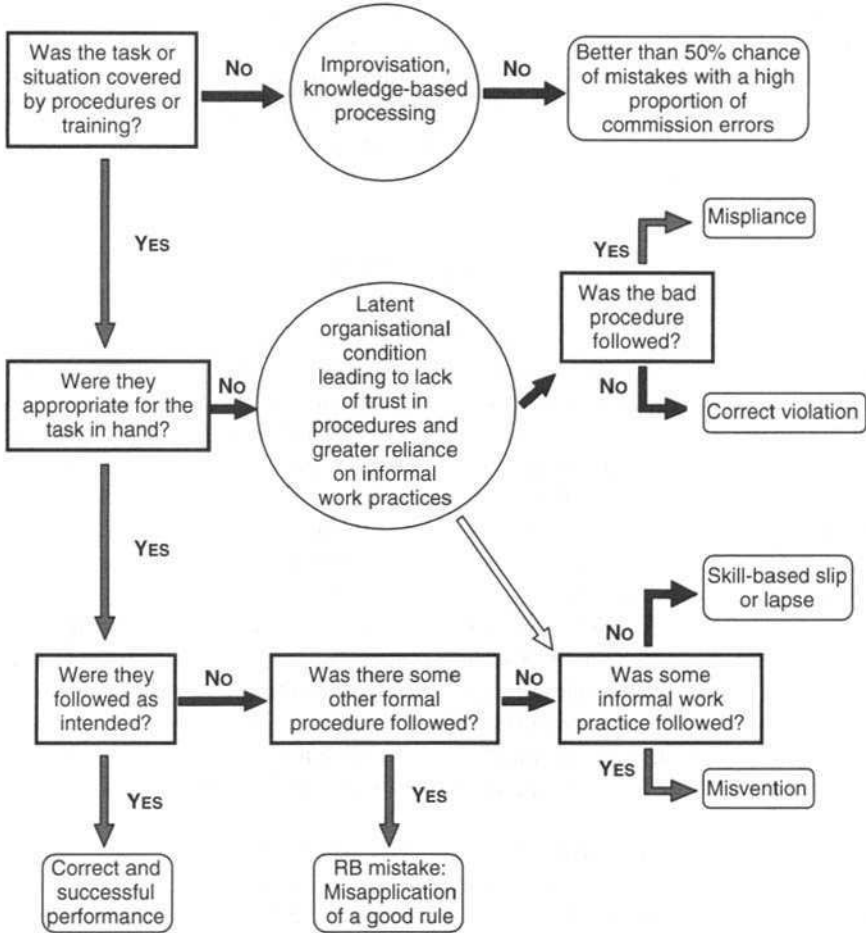 Was the task or
situation covered
by procedures or
training?
NO
Improvisation,
knowledge-based
processing
NO
Better than 50% chance
of mistakes with a high
proportion of
commission errors
YES
Were they
appropriate for the
task in hand?
NO
Latent
organisational
condition
leading to lack
of trust in
procedures and
greater reliance
on informal
work practices
Was the bad
procedure
followed?
YES
Mispliance
NO
Correct violation
YES
Were they
followed as
intended?
NO
Was there some
other formal
procedure followed?
NO
Was some
informal work
practice followed?
NO
Skill-based slip
or lapse
YES
Misvention
YES
Correct and
successful
performance
YES
RB mistake:
Misapplication
of a good rule